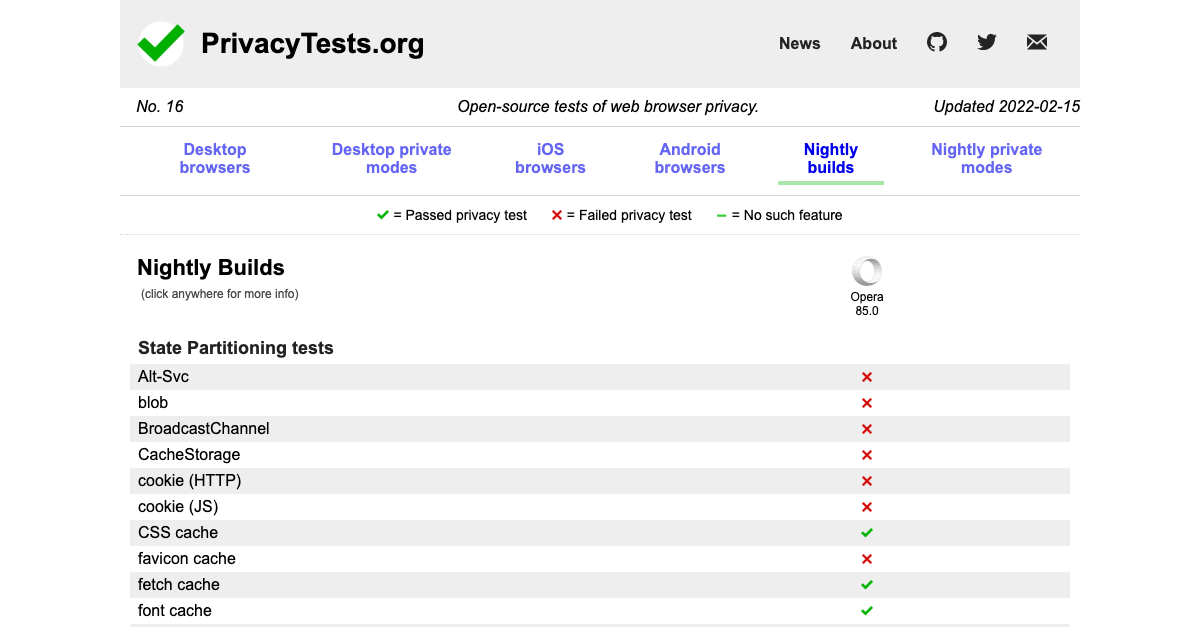 PrivacyTests.org
News About
No. 16 Open-source tests of web browser privacy. Updated 2022-02-15
Desktop browsers
Desktop private modes
iOS browsers
Android browsers
Nightly builds
Nightly private modes
= Passed privacy test = Failed privacy test = No such feature
Nightly Builds
(click anywhere for more info)
Opera
85.0
State Partitioning tests
Alt-Svc
blob
BroadcastChannel
CacheStorage
cookie (HTTP)
cookie (JS)
CSS cache
favicon cache
fetch cache
font cache